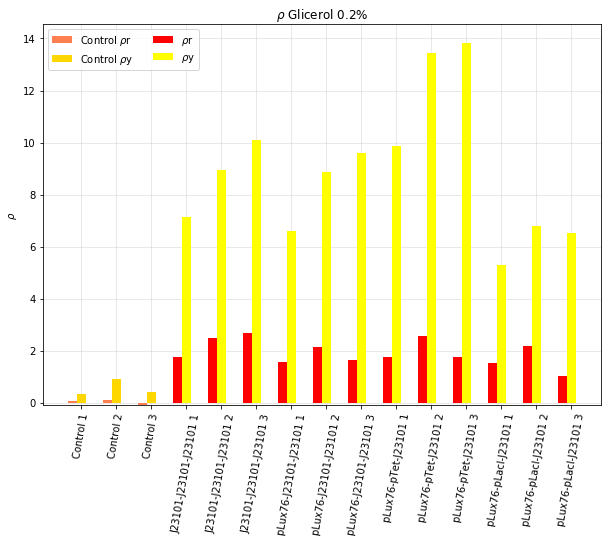 ρ Glicerol 0.2%
Control ρr
Control ρy
ρr
ρy
ρ
14
12
10
8
6
4
2
0
Control 1
Control 2
Control 3
J23101-J23101-J23101 1
J23101-J23101-J23101 2
J23101-J23101-J23101 3
pLux76-J23101-J23101 1
pLux76-J23101-J23101 2
pLux76-J23101-J23101 3
pLux76-pTet-J23101 1
pLux76-pTet-J23101 2
pLux76-pTet-J23101 3
pLux76-pLacI-J23101 1
pLux76-pLacI-J23101 2
pLux76-pLacI-J23101 3